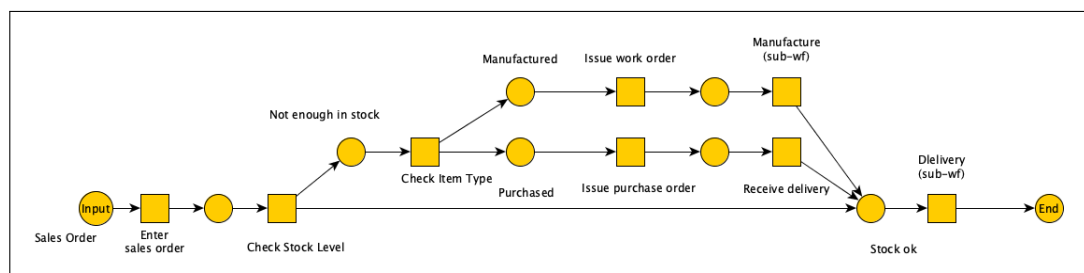 Manufactured
Issue work order
Manufacture
(sub-wf)
Not enough in stock
Check Item Type
Purchased
Issue purchase order
Receive delivery
Dlelivery
(sub-wf)
Input
Sales Order
Enter
sales order
Check Stock Level
Stock ok
End